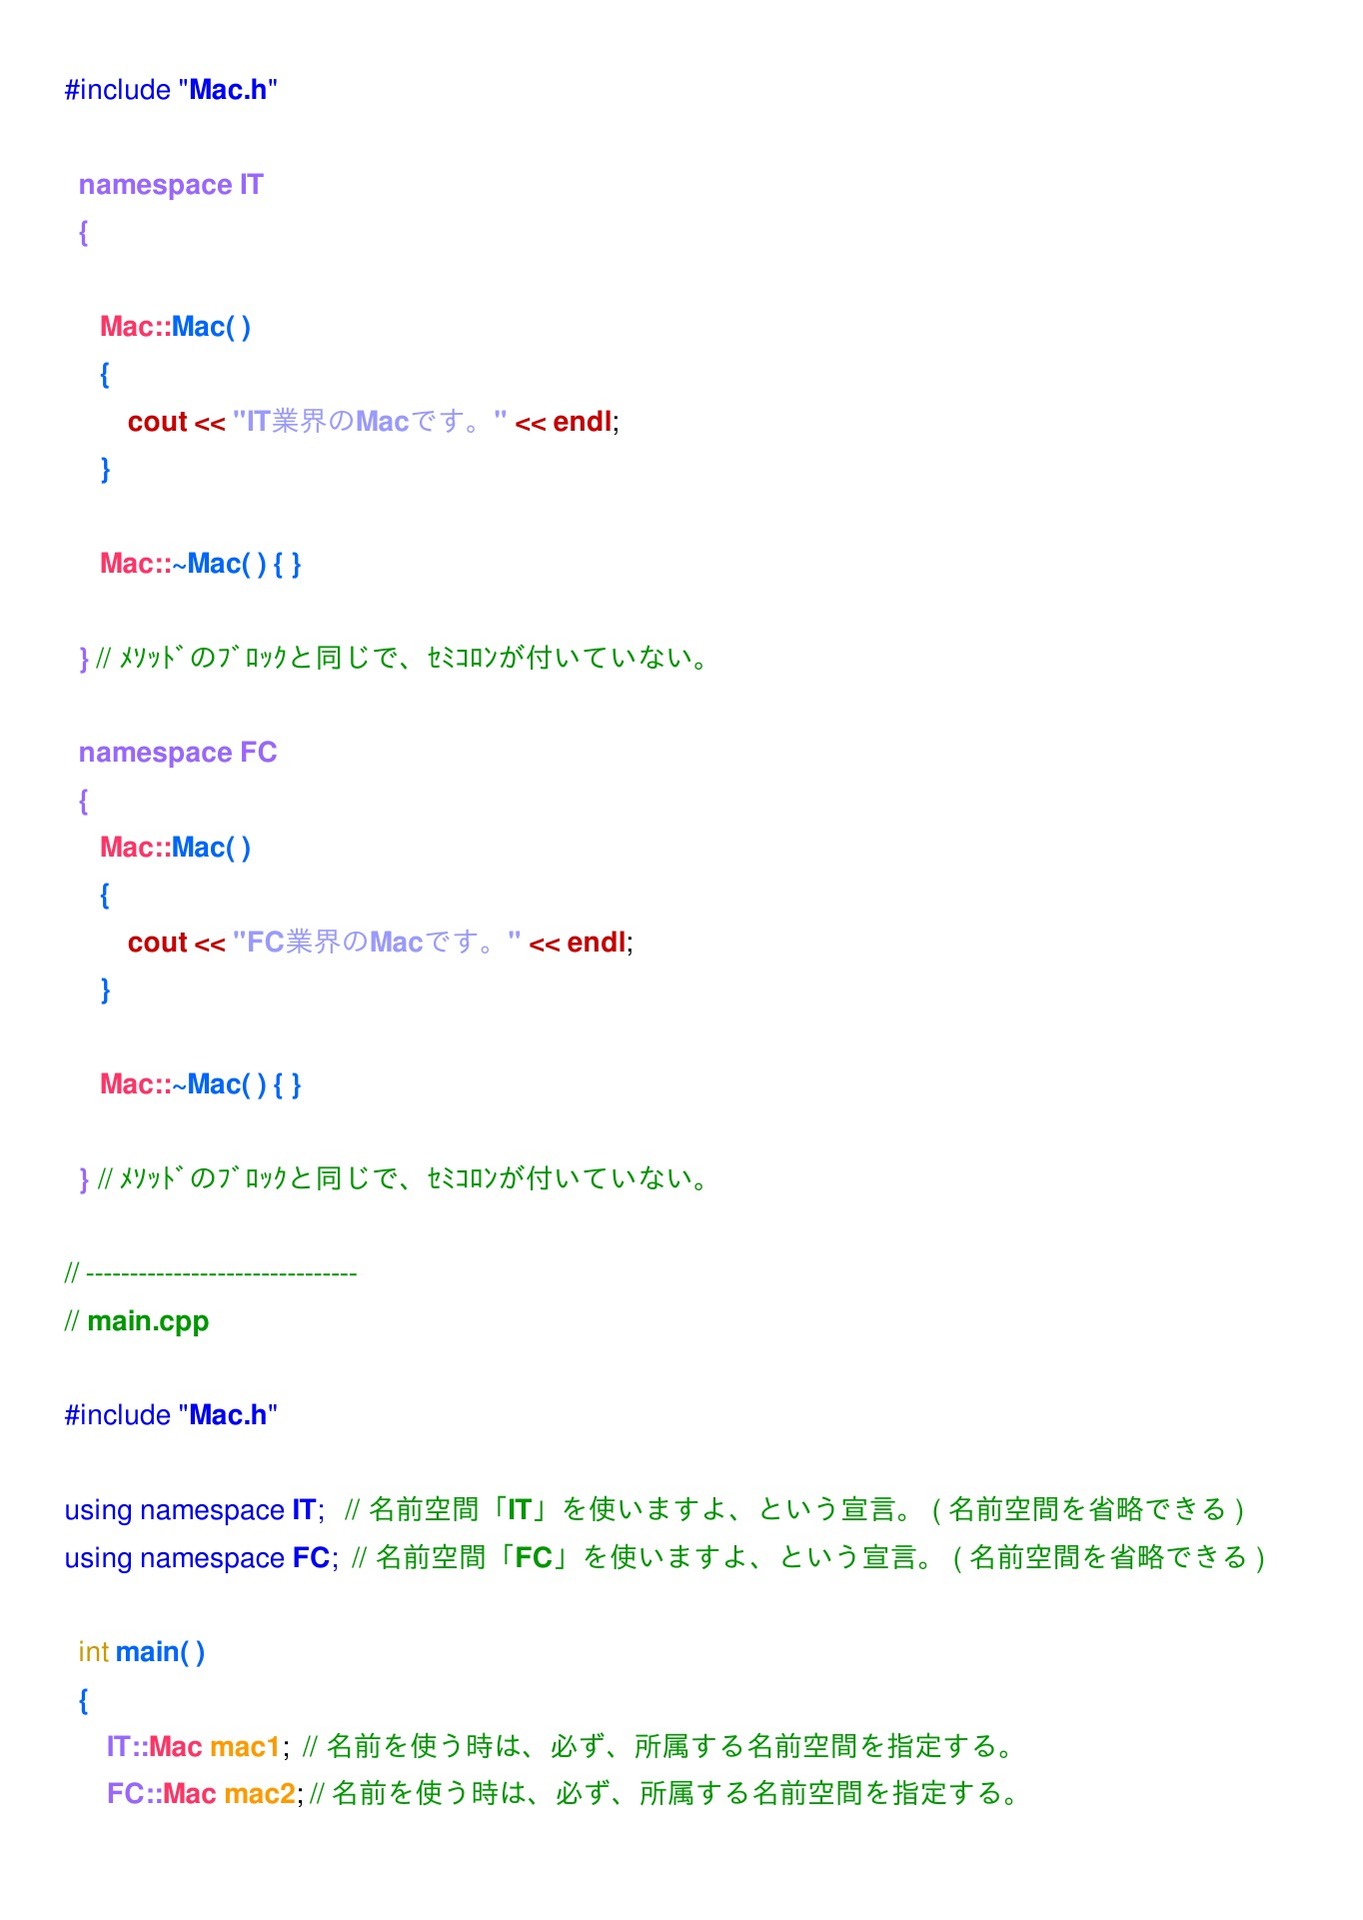 #include "Mac.h"
namespace IT
{
Mac::Mac( )
{
cout << "IT業界のMacです。" << endl;
}
Mac::~Mac( ) { }
} // ﾒｿｯﾄﾞのﾌﾞﾛｯｸと同じで、ｾﾐｺﾛﾝが付いていない。
namespace FC
{
Mac::Mac( )
{
cout << "FC業界のMacです。" << endl;
}
Mac::~Mac( ) { }
} // ﾒｿｯﾄﾞのﾌﾞﾛｯｸと同じで、ｾﾐｺﾛﾝが付いていない。
// -------------------------------
// main.cpp
#include "Mac.h"
using namespace IT; // 名前空間「IT」を使いますよ、という宣言。 ( 名前空間を省略できる )
using namespace FC; // 名前空間「FC」を使いますよ、という宣言。 ( 名前空間を省略できる )
int main( )
{
IT::Mac mac1; // 名前を使う時は、必ず、所属する名前空間を指定する。
FC::Mac mac2; // 名前を使う時は、必ず、所属する名前空間を指定する。